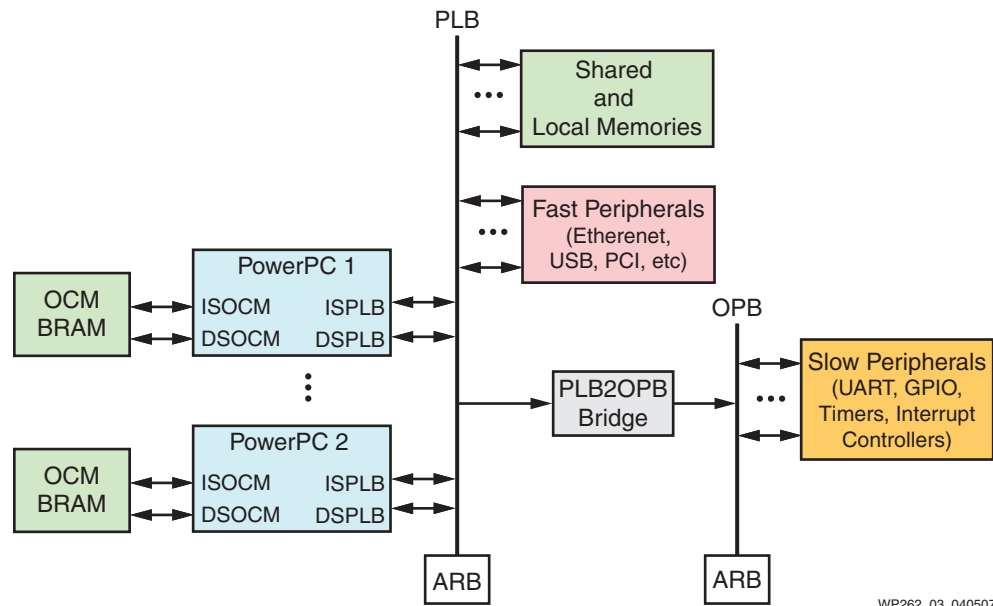 PLB
Shared
and
Local Memories
Fast Peripherals
(Etherenet,
USB, PCI, etc)
PowerPC 1
OCM
BRAM
ISOCM
ISPLB
DSOCM
DSPLB
OPB
Slow Peripherals
(UART, GPIO,
Timers, Interrupt
Controllers)
PLB2OPB
Bridge
PowerPC 2
OCM
BRAM
ISOCM
ISPLB
DSOCM
DSPLB
ARB
ARB
WP262_03_040507